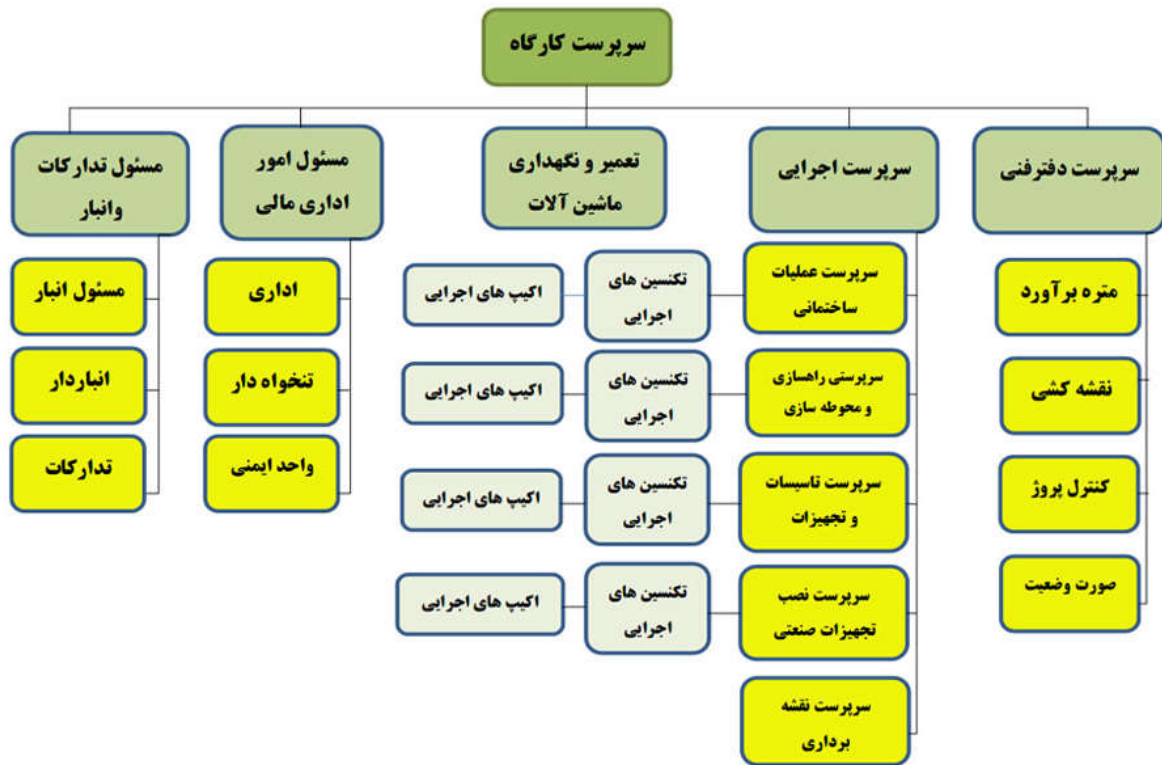 سرپرست کارگاه
سرپرست دفترفنی
سرپرست اجرایی
تعمیر و نگهداری
ماشین آلات
مسئول امور
اداری مالی
مسئول تدارکات
وانبار
متره برآورد
نقشه کشی
کنترل پروژ
صورت وضعیت
سرپرست عملیات
ساختمانی
تکنسین های
اجرایی
اکیپ های اجرایی
سرپرستی راهسازی
و محوطه سازی
تکنسین های
اجرایی
اکیپ های اجرایی
سرپرست تاسیسات
و تجهیزات
تکنسین های
اجرایی
اکیپ های اجرایی
سرپرست نصب
تجهیزات صنعتی
تکنسین های
اجرایی
اکیپ های اجرایی
سرپرست نقشه
برداری
اداری
تنخواه دار
واحد ایمنی
مسئول انبار
انباردار
تدارکات